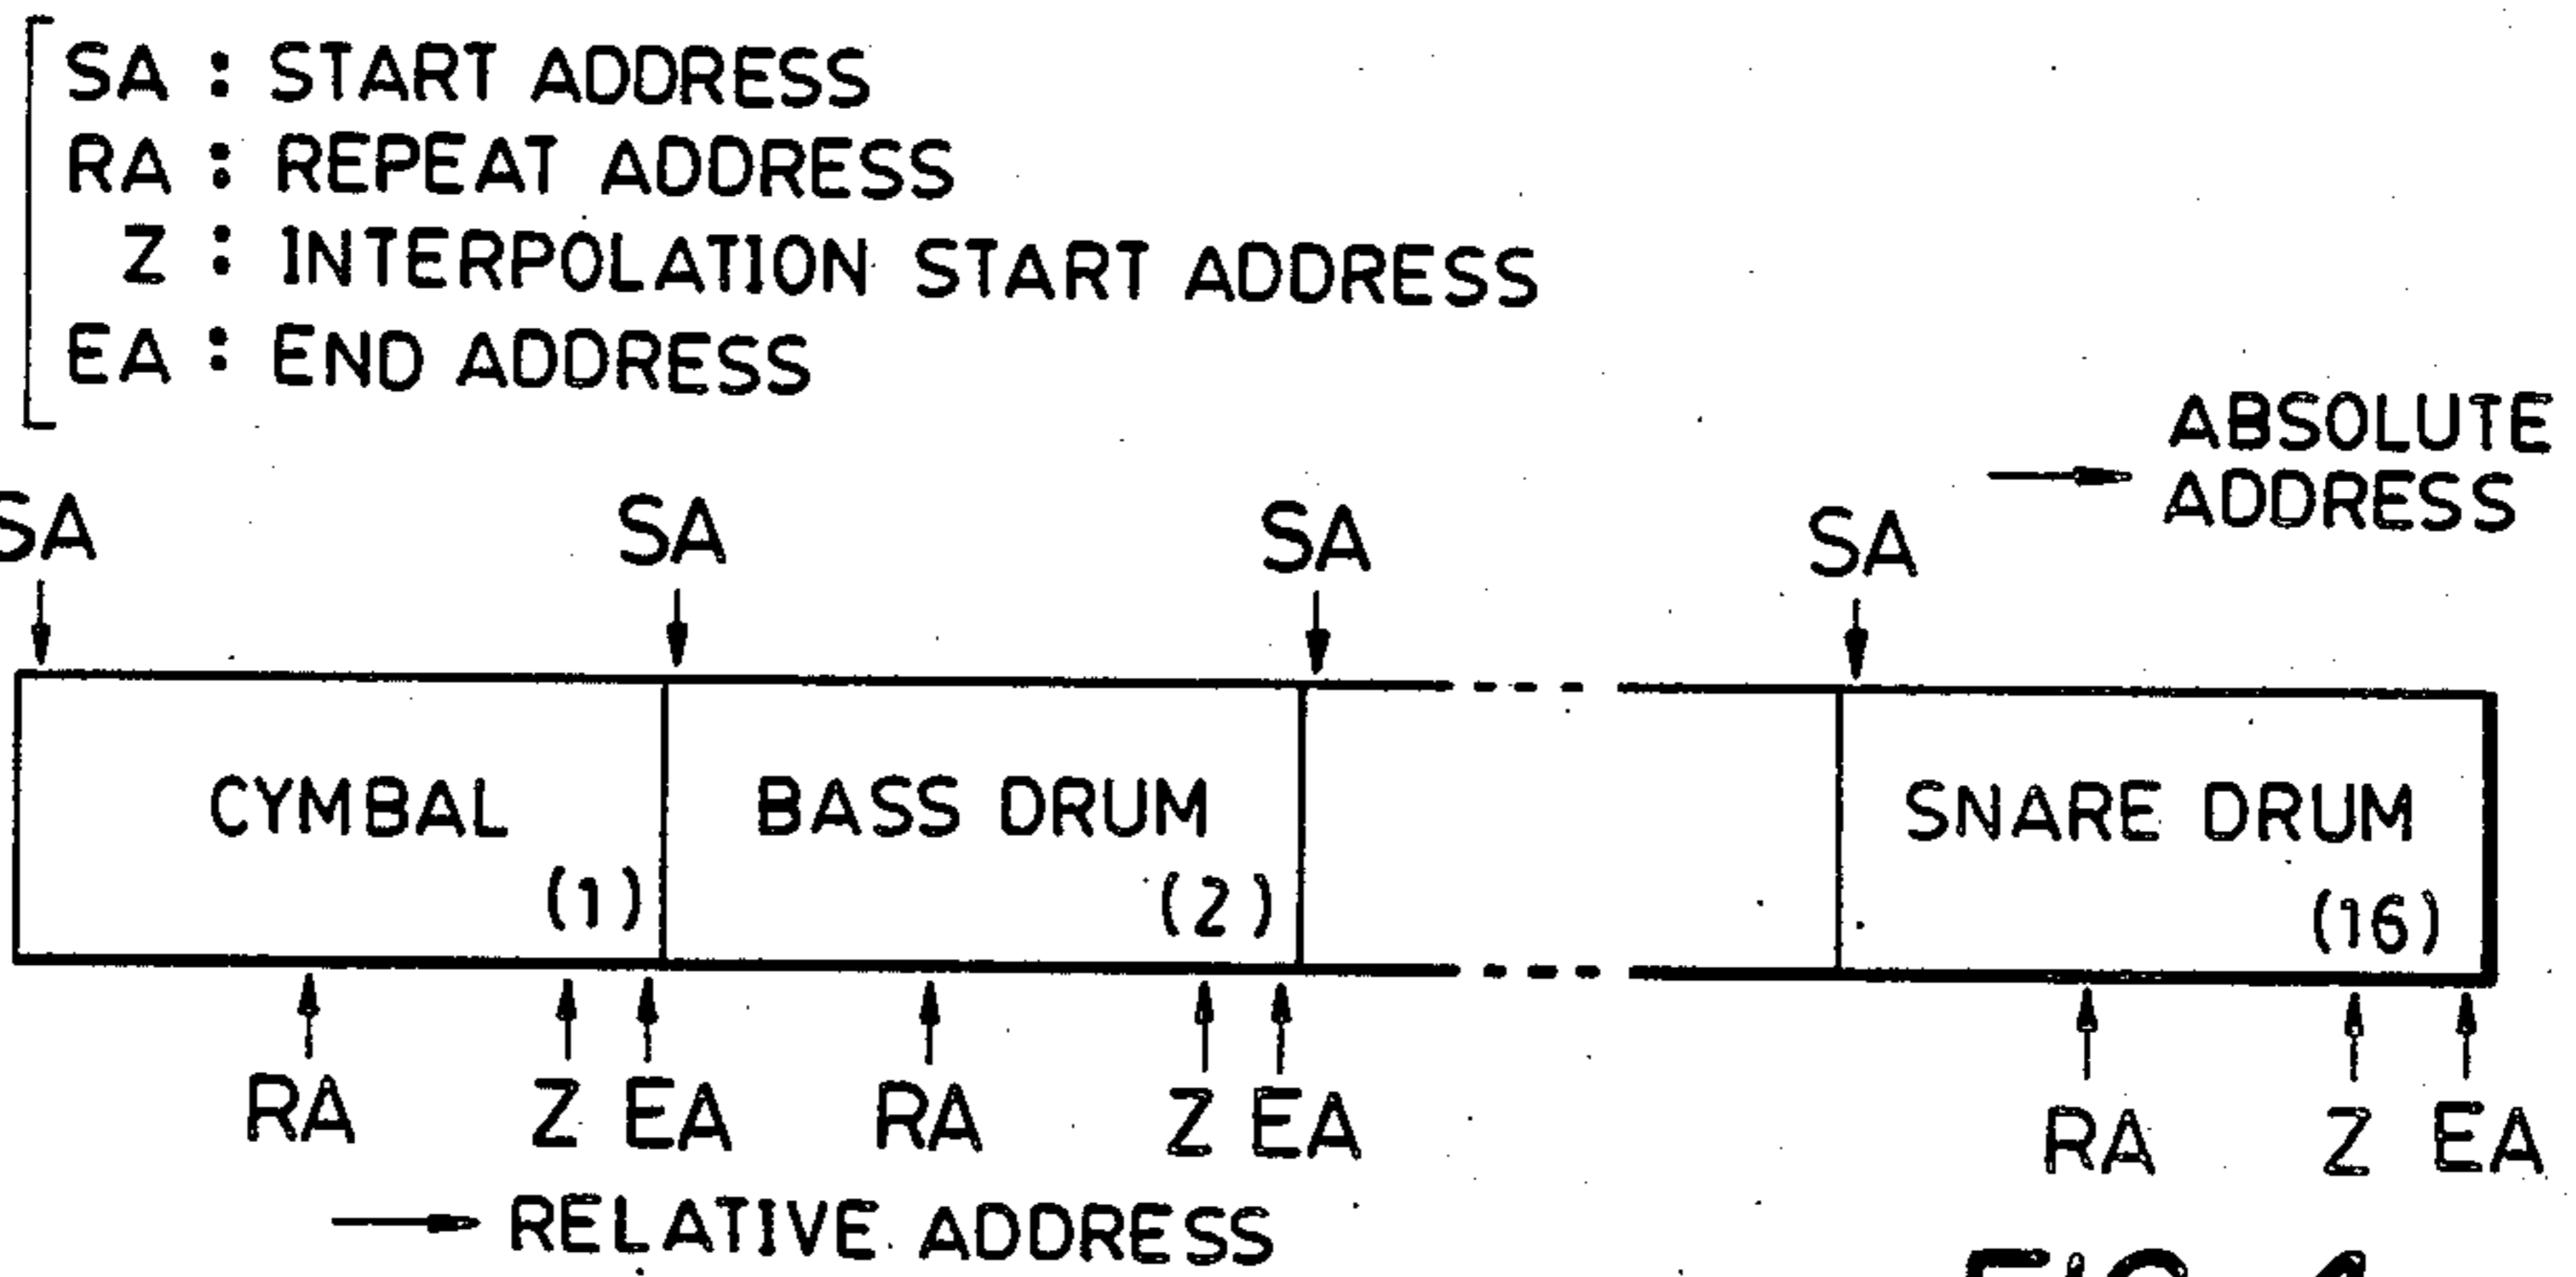 SA : START ADDRESS
RA : REPEAT ADDRESS
Z : INTERPOLATION START ADDRESS
EA : END ADDRESS
ABSOLUTE
ADDRESS
SA SA SA SA
CYMBAL BASS DRUM SNARE DRUM
(1) (2) (16)
RA Z EA RA Z EA RA Z EA
RELATIVE ADDRESS